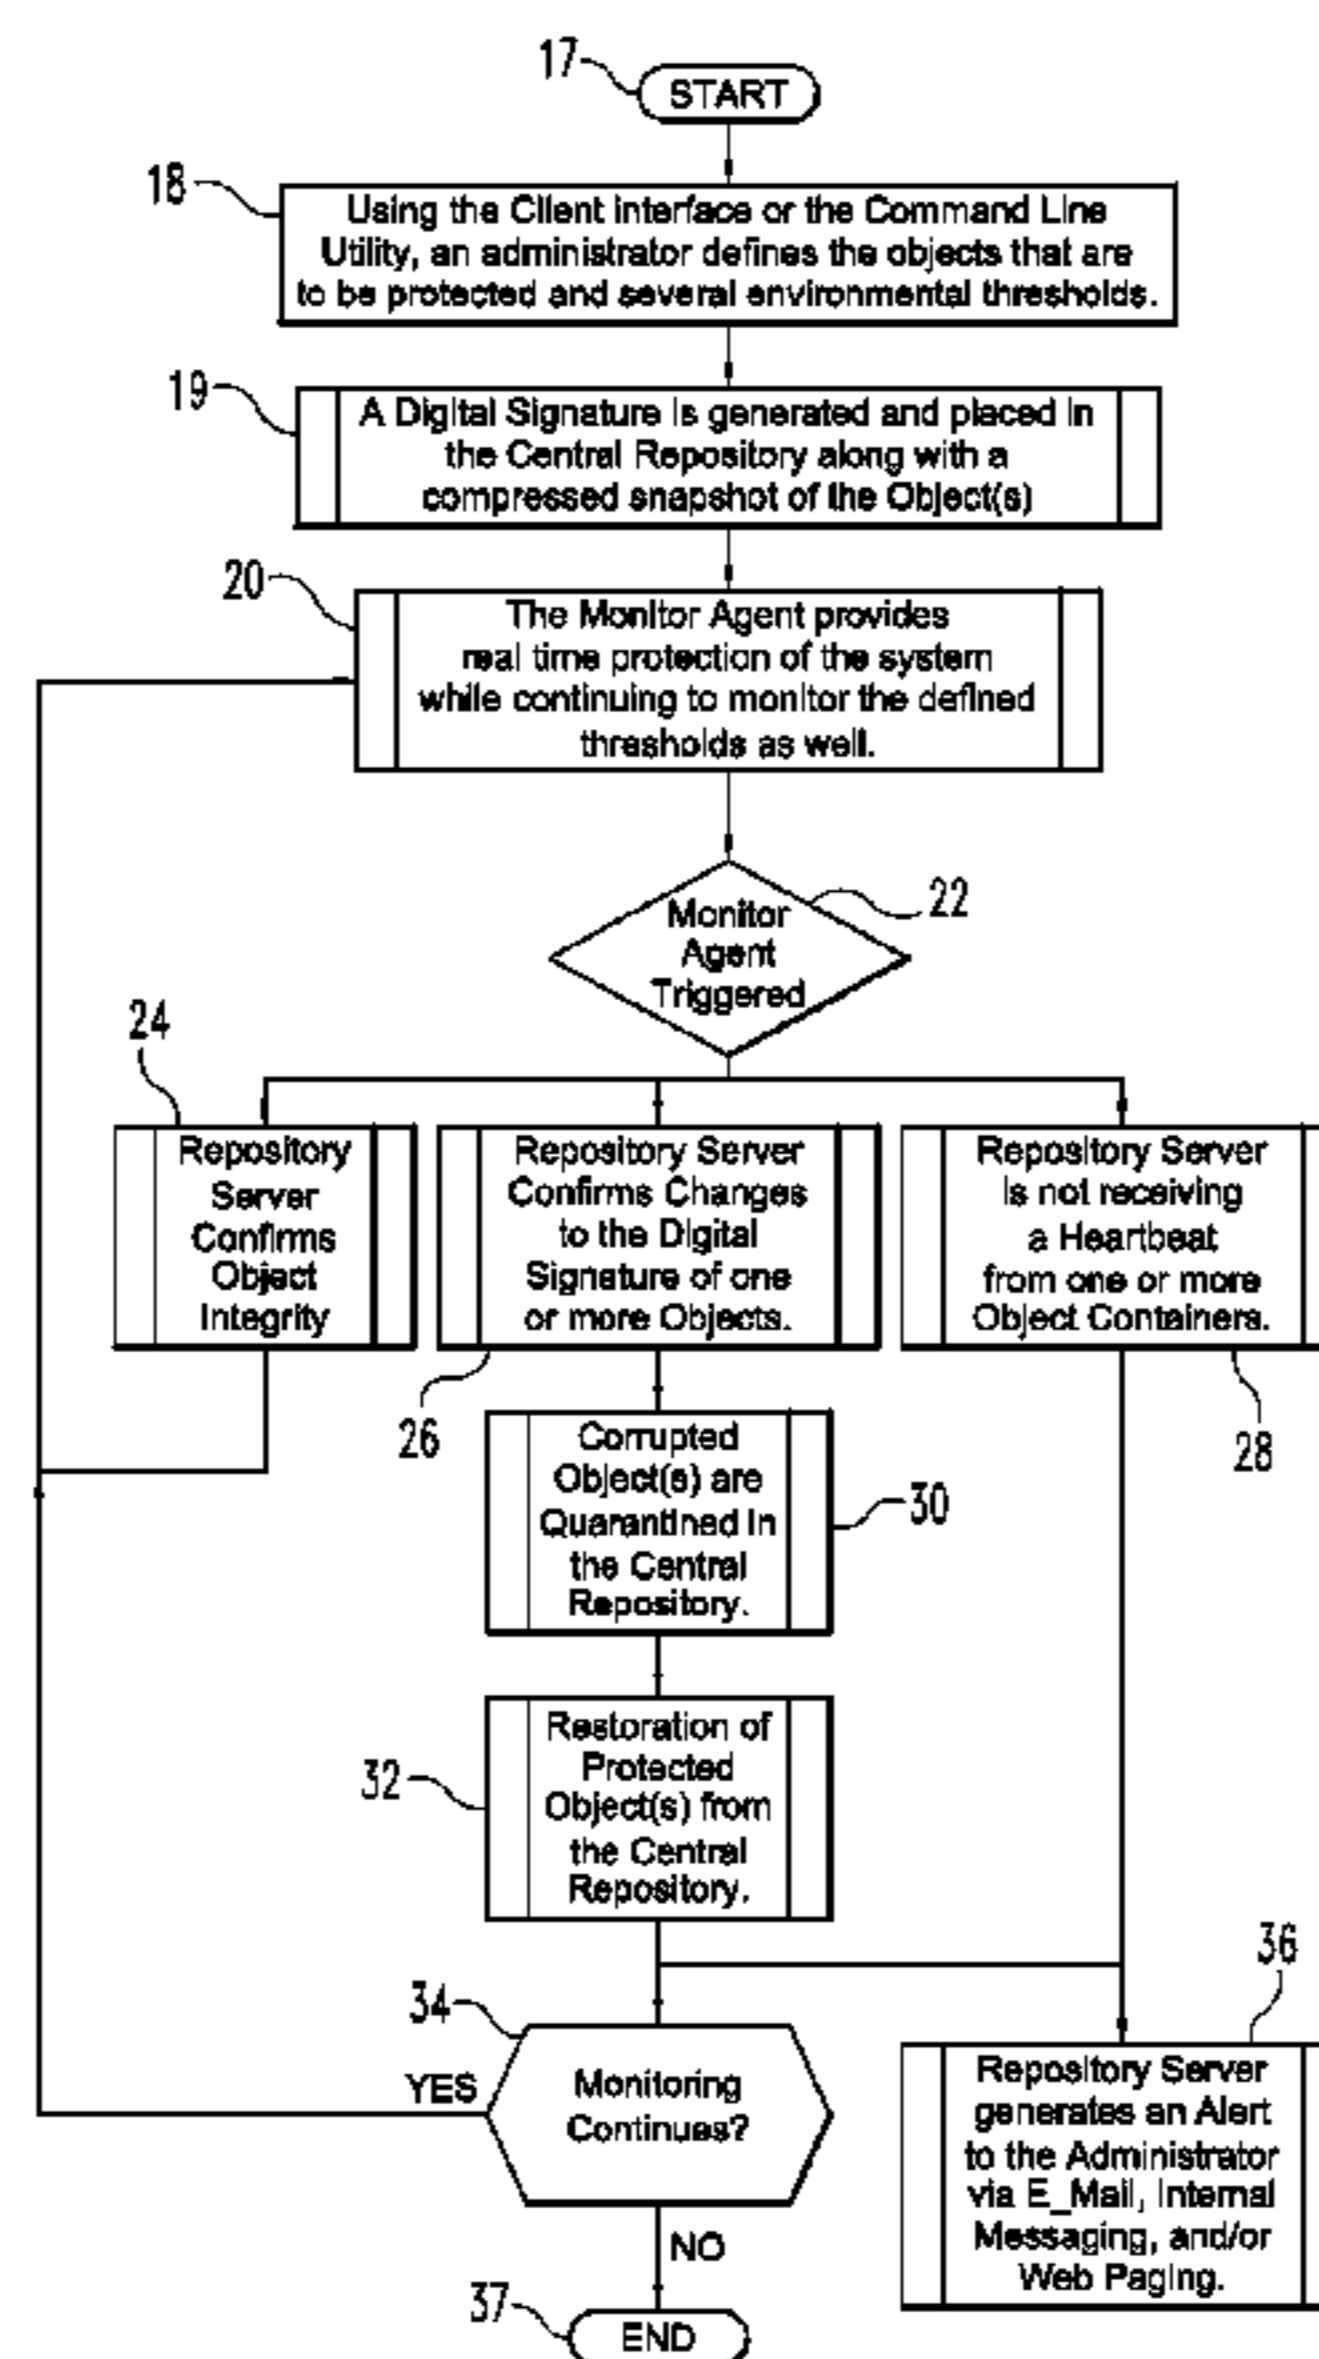 17
START
18
Using the Client interface or the Command Line
Utility, an administrator defines the objects that are
to be protected and several environmental thresholds.
19
A Digital Signature is generated and placed in
the Central Repository along with a
compressed snapshot of the Object(s)
20
The Monitor Agent provides
real time protection of the system
while continuing to monitor the defined
thresholds as well.
22
Monitor
Agent
Triggered
24
Repository
Server
Confirms
Object
Integrity
Repository Server
Confirms Changes
to the Digital
Signature of one
or more Objects.
26
Repository Server
is not receiving
a Heartbeat
from one or more
Object Containers.
28
Corrupted
Object(s) are
Quarantined in
the Central
Repository.
30
32
Restoration of
Protected
Object(s) from
the Central
Repository.
34
Monitoring
Continues?
YES
NO
36
Repository Server
generates an Alert
to the Administrator
via E_Mail, Internal
Messaging, and/or
Web Paging.
37
END